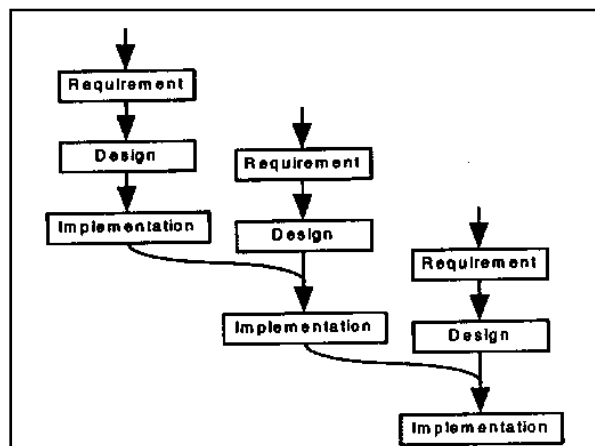 Requirement
Design
Implementation
Requirement
Design
Implementation
Requirement
Design
Implementation